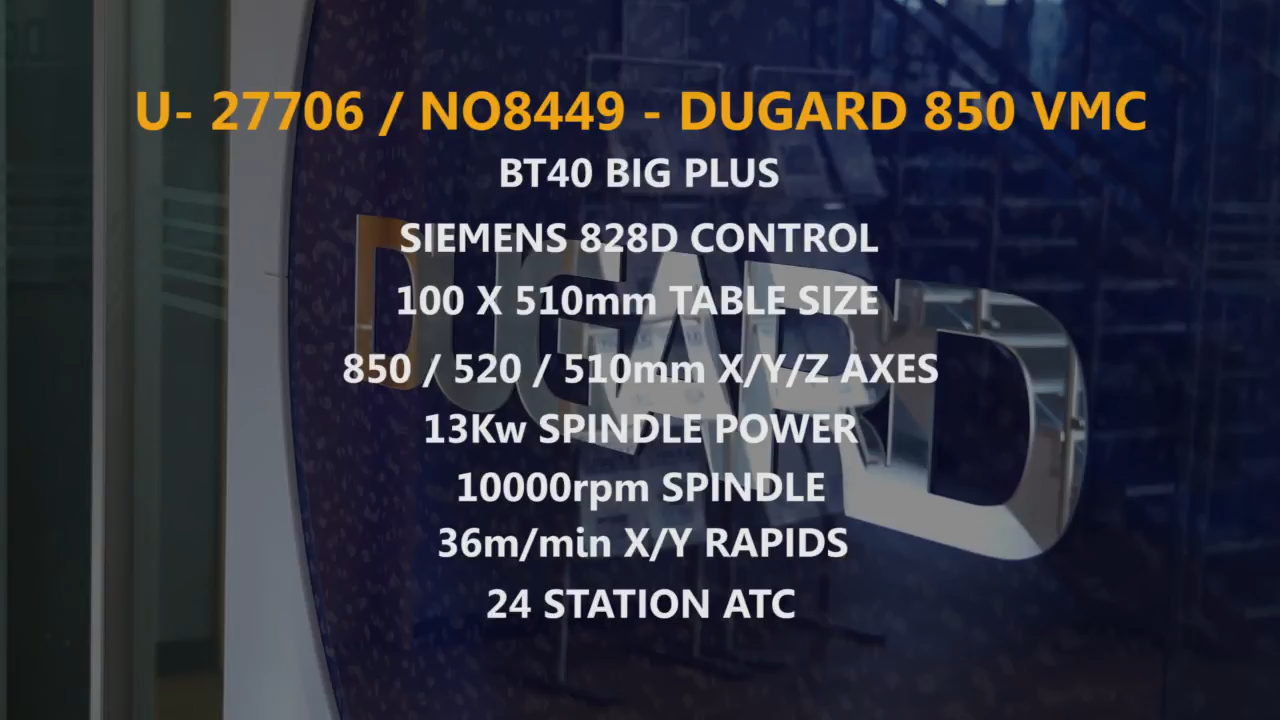 U- 27706 / NO8449 - DUGARD 850 VMC
BT40 BIG PLUS
SIEMENS 828D CONTROL
100 X 510mm TABLE SIZE
850 / 520 / 510mm X/Y/Z AXES
13Kw SPINDLE POWER
10000rpm SPINDLE
36m/min X/Y RAPIDS
24 STATION ATC
DUGARD